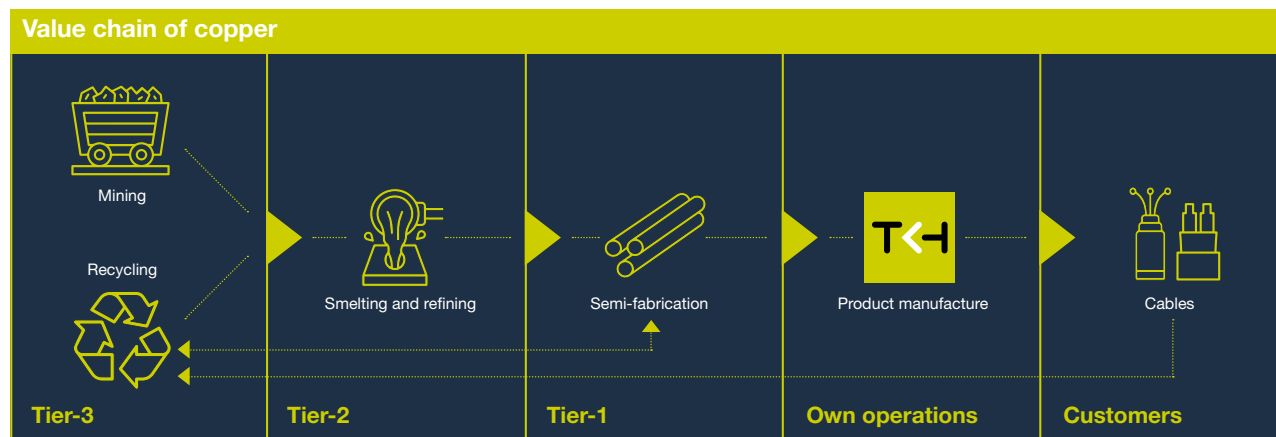 Value chain of copper
Mining
Recycling
Smelting and refining
Semi-fabrication
TKH
Product manufacture
Cables
Tier-3
Tier-2
Tier-1
Own operations
Customers